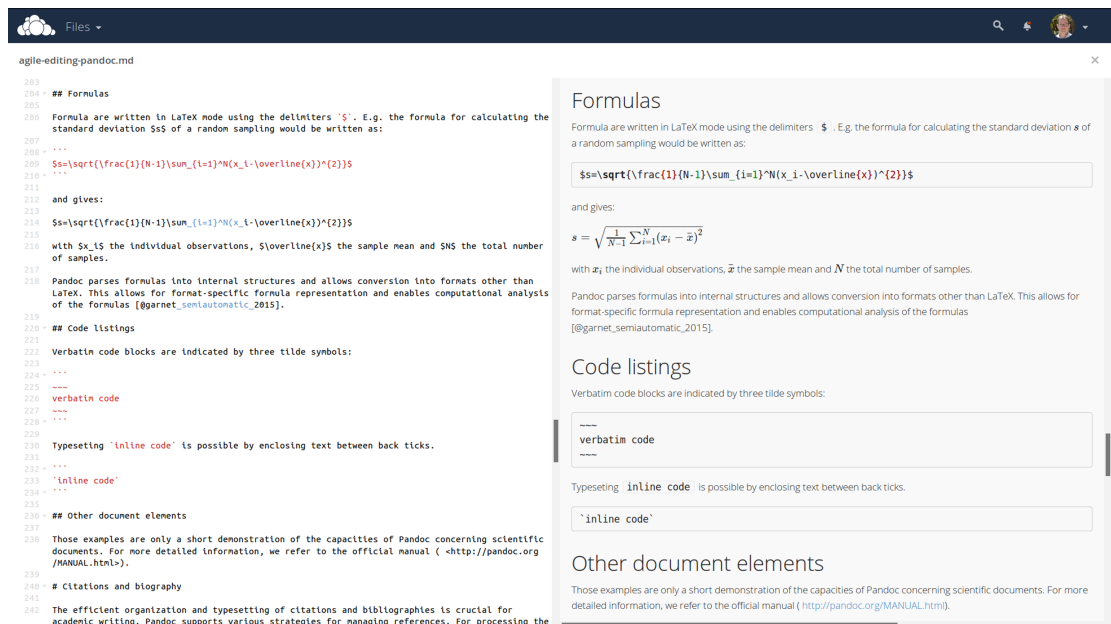 Files
agile-editing-pandoc.md
203
204 ## Formulas
205
206 Formula are written in LaTeX mode using the delimiters `$`. E.g. the formula for calculating the
standard deviation $s$ of a random sampling would be written as:
207
208 ```
209 $s=\sqrt{\frac{1}{N-1}\sum_{i=1}^N(x_i-\overline{x})^{2}}$
210 ```
211
212 and gives:
213
214 $s=\sqrt{\frac{1}{N-1}\sum_{i=1}^N(x_i-\overline{x})^{2}}$
215
216 with $x_i$ the individual observations, $\overline{x}$ the sample mean and $N$ the total number
of samples.
217
218 Pandoc parses formulas into internal structures and allows conversion into formats other than
LaTeX. This allows for format-specific formula representation and enables computational analysis
of the formulas [@garnet_semiautomatic_2015].
219
220 ## Code listings
221
222 Verbatim code blocks are indicated by three tilde symbols:
223
224 ```
225 ~~~
226 verbatim code
227 ~~~
228 ```
229
230 Typeseting `inline code` is possible by enclosing text between back ticks.
231
232 ```
233 `inline code`
234 ```
235
236 ## Other document elements
237
238 Those examples are only a short demonstration of the capacities of Pandoc concerning scientific
documents. For more detailed information, we refer to the official manual ( <http://pandoc.org
/MANUAL.html>).
239
240 # Citations and biography
241
242 The efficient organization and typesetting of citations and bibliographies is crucial for
academic writing. Pandoc supports various strategies for managing references. For processing the
Formulas
Formula are written in LaTeX mode using the delimiters $ . E.g. the formula for calculating the standard deviation s of
a random sampling would be written as:
$s=\sqrt{\frac{1}{N-1}\sum_{i=1}^N(x_i-\overline{x})^{2}}$
and gives:
s = √(1/(N−1) ∑_{i=1}^{N}(x_i − x̄)²)
with x_i the individual observations, x̄ the sample mean and N the total number of samples.
Pandoc parses formulas into internal structures and allows conversion into formats other than LaTeX. This allows for
format-specific formula representation and enables computational analysis of the formulas
[@garnet_semiautomatic_2015].
Code listings
Verbatim code blocks are indicated by three tilde symbols:
~~~
verbatim code
~~~
Typeseting inline code is possible by enclosing text between back ticks.
`inline code`
Other document elements
Those examples are only a short demonstration of the capacities of Pandoc concerning scientific documents. For more
detailed information, we refer to the official manual ( http://pandoc.org/MANUAL.html).